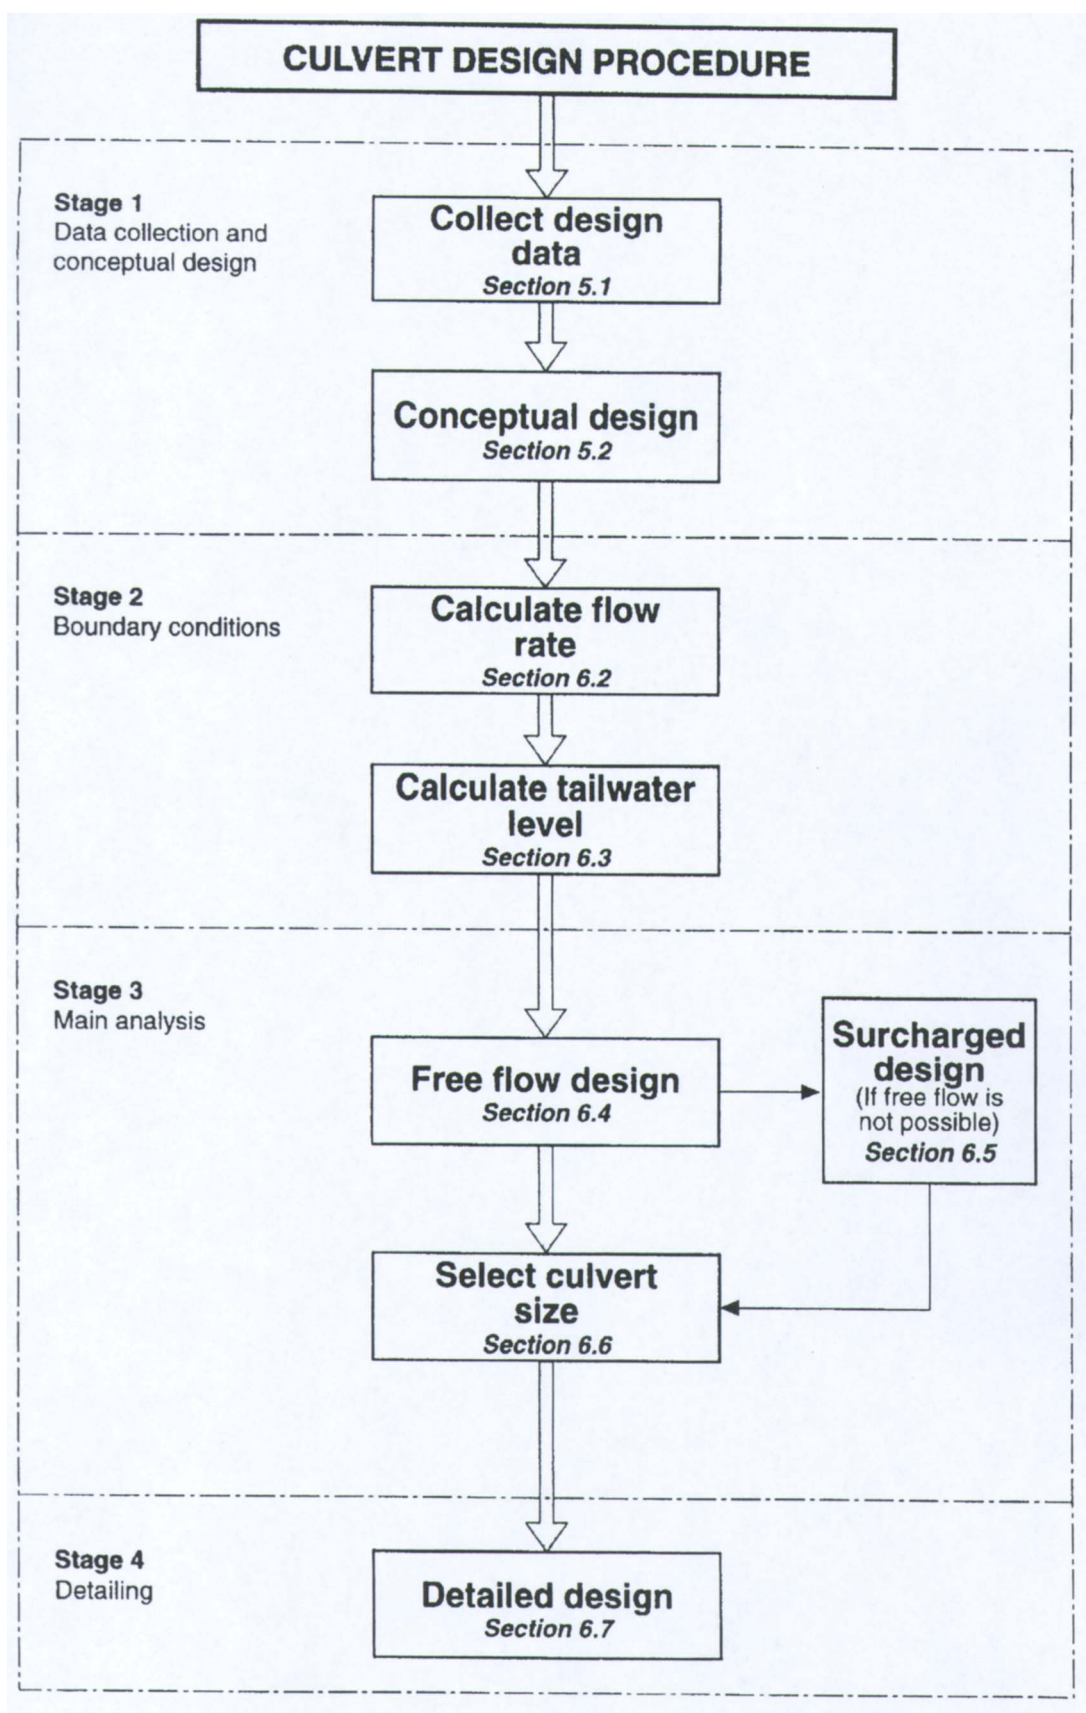 CULVERT DESIGN PROCEDURE
Stage 1
Data collection and
conceptual design
Collect design
data
Section 5.1
Conceptual design
Section 5.2
Stage 2
Boundary conditions
Calculate flow
rate
Section 6.2
Calculate tailwater
level
Section 6.3
Stage 3
Main analysis
Free flow design
Section 6.4
Surcharged
design
(If free flow is
not possible)
Section 6.5
Select culvert
size
Section 6.6
Stage 4
Detailing
Detailed design
Section 6.7